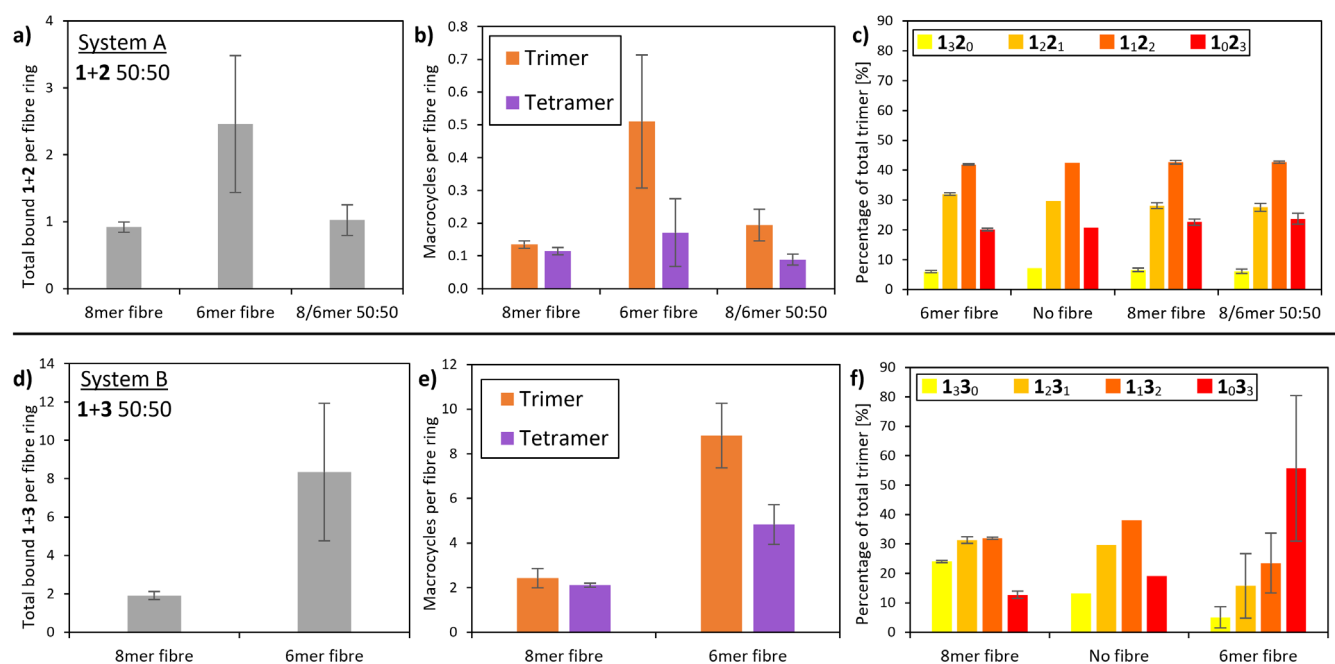 a)
System A
1+2 50:50
Total bound 1+2 per fibre ring
4
3
2
1
0
8mer fibre 6mer fibre 8/6mer 50:50
b)
Trimer
Tetramer
Macrocycles per fibre ring
0.8
0.7
0.6
0.5
0.4
0.3
0.2
0.1
0.0
8mer fibre 6mer fibre 8/6mer 50:50
c)
1₃2₀ 1₂2₁ 1₁2₂ 1₀2₃
Percentage of total trimer [%]
90
80
70
60
50
40
30
20
10
0
6mer fibre No fibre 8mer fibre 8/6mer 50:50
d)
System B
1+3 50:50
Total bound 1+3 per fibre ring
14
12
10
8
6
4
2
0
8mer fibre 6mer fibre
e)
Trimer
Tetramer
Macrocycles per fibre ring
12
10
8
6
4
2
0
8mer fibre 6mer fibre
f)
1₃3₀ 1₂3₁ 1₁3₂ 1₀3₃
Percentage of total trimer [%]
90
80
70
60
50
40
30
20
10
0
8mer fibre No fibre 6mer fibre